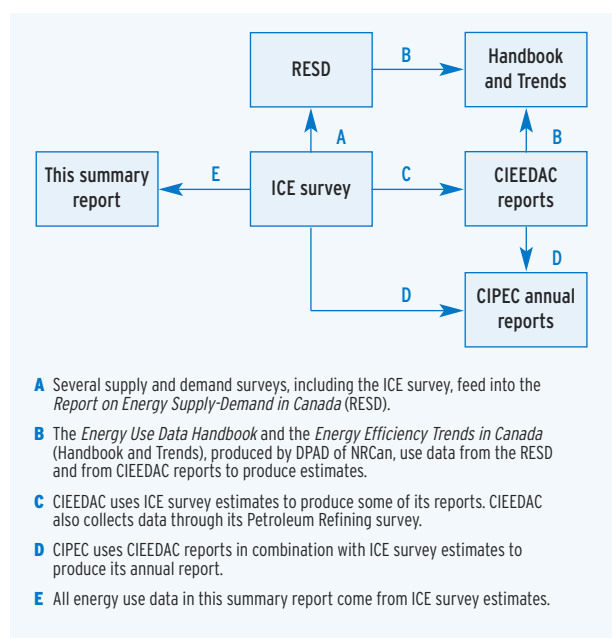 RESD
B
Handbook
and Trends
A
B
This summary
report
E
ICE survey
C
CIEEDAC
reports
D
D
CIPEC annual
reports
A Several supply and demand surveys, including the ICE survey, feed into the
Report on Energy Supply-Demand in Canada (RESD).
B The Energy Use Data Handbook and the Energy Efficiency Trends in Canada
(Handbook and Trends), produced by DPAD of NRCan, use data from the RESD
and from CIEEDAC reports to produce estimates.
C CIEEDAC uses ICE survey estimates to produce some of its reports. CIEEDAC
also collects data through its Petroleum Refining survey.
D CIPEC uses CIEEDAC reports in combination with ICE survey estimates to
produce its annual report.
E All energy use data in this summary report come from ICE survey estimates.